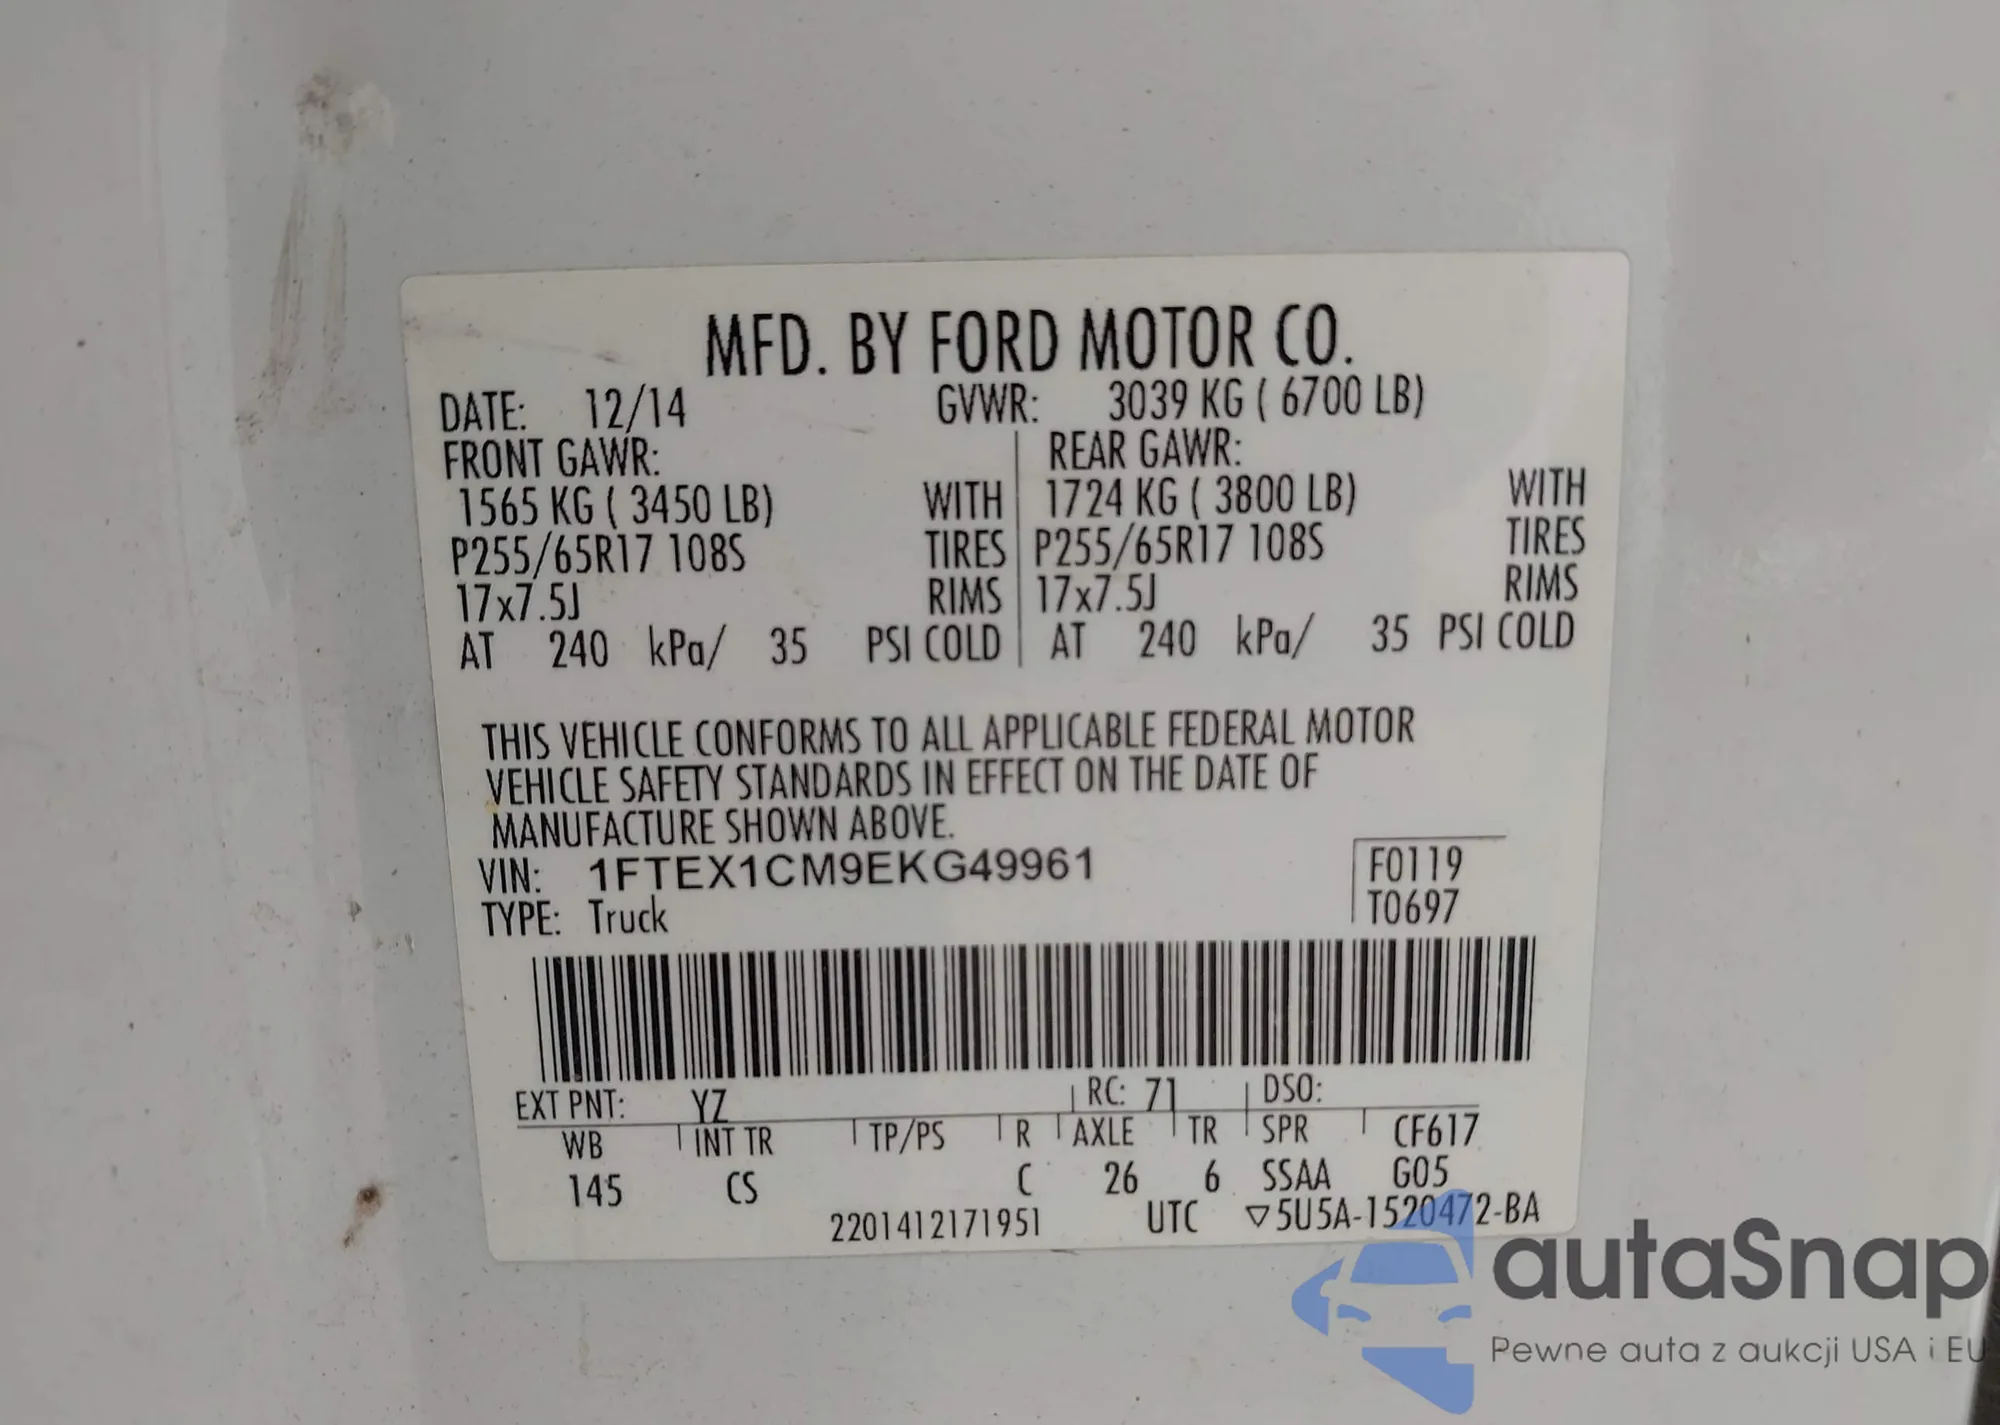 MFD. BY FORD MOTOR CO.
DATE: 12/14 GVWR: 3039 KG ( 6700 LB)
FRONT GAWR: REAR GAWR:
1565 KG ( 3450 LB) WITH 1724 KG ( 3800 LB) WITH
P255/65R17 108S TIRES P255/65R17 108S TIRES
17x7.5J RIMS 17x7.5J RIMS
AT 240 kPa/ 35 PSI COLD AT 240 kPa/ 35 PSI COLD
THIS VEHICLE CONFORMS TO ALL APPLICABLE FEDERAL MOTOR
VEHICLE SAFETY STANDARDS IN EFFECT ON THE DATE OF
MANUFACTURE SHOWN ABOVE.
VIN: 1FTEX1CM9EKG49961 F0119
TYPE: Truck T0697
EXT PNT: YZ RC: 71 DSO:
WB INT TR TP/PS R AXLE TR SPR CF617
145 CS C 26 6 SSAA G05
2201412171951 UTC ▽5U5A-1520472-BA
autaSnap
Pewne auta z aukcji USA i EU